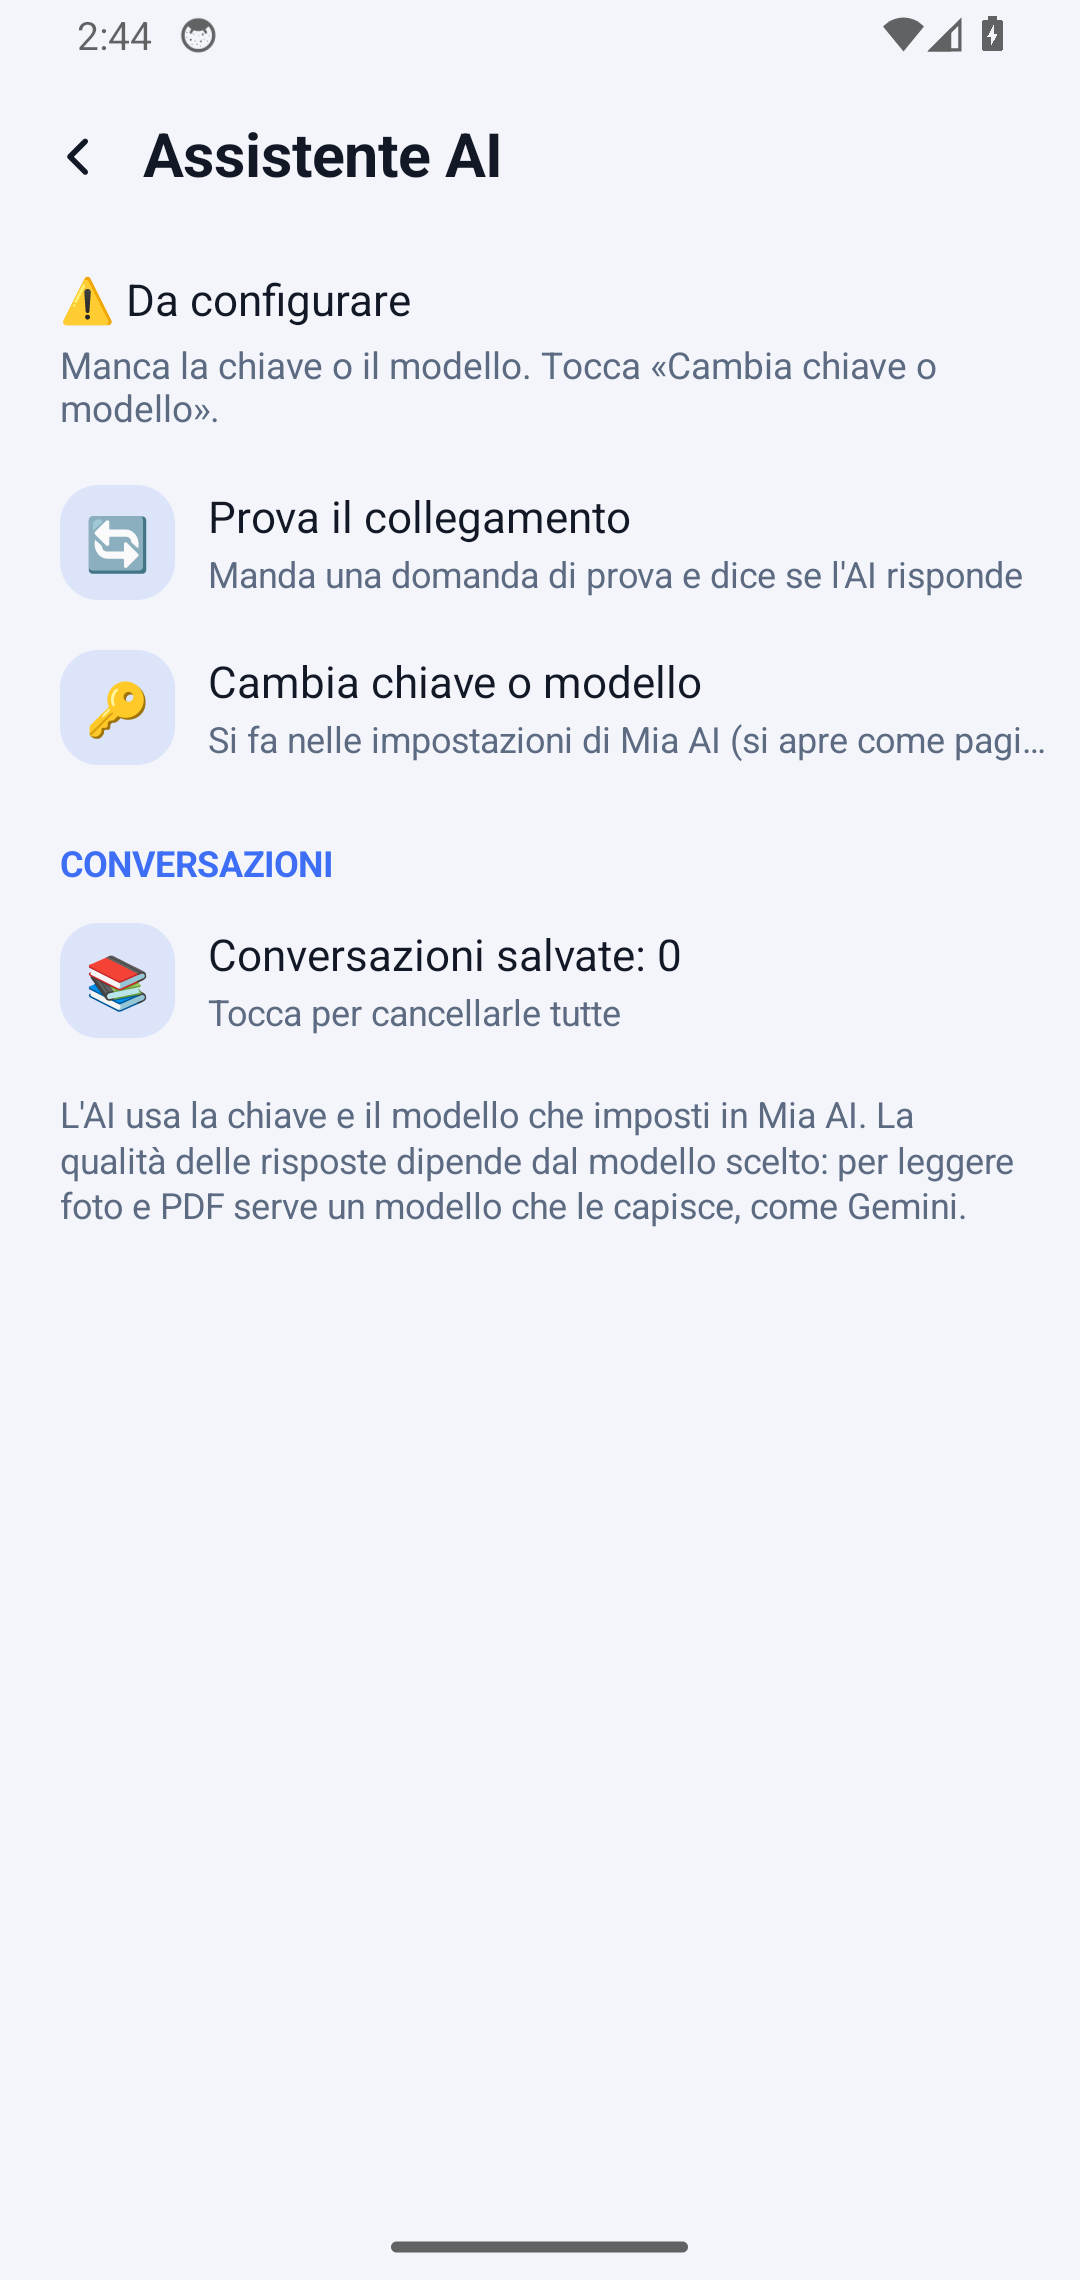 2:44
Assistente AI
⚠️ Da configurare
Manca la chiave o il modello. Tocca «Cambia chiave o
modello».
Prova il collegamento
Manda una domanda di prova e dice se l'AI risponde
Cambia chiave o modello
Si fa nelle impostazioni di Mia AI (si apre come pagi…
CONVERSAZIONI
Conversazioni salvate: 0
Tocca per cancellarle tutte
L'AI usa la chiave e il modello che imposti in Mia AI. La
qualità delle risposte dipende dal modello scelto: per leggere
foto e PDF serve un modello che le capisce, come Gemini.